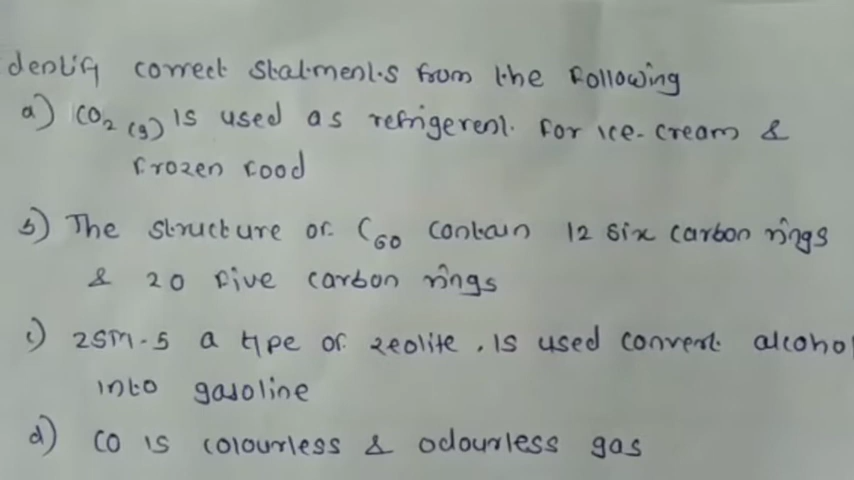 dentify correct Statments from the following
a) CO₂ (g) is used as refrigerent for ice-cream &
frozen food
b) The structure of C₆₀ contain 12 six carbon rings
& 20 five carbon rings
c) ZSM-5 a type of zeolite, is used convert alcohol
into gasoline
d) CO is colourless & odourless gas